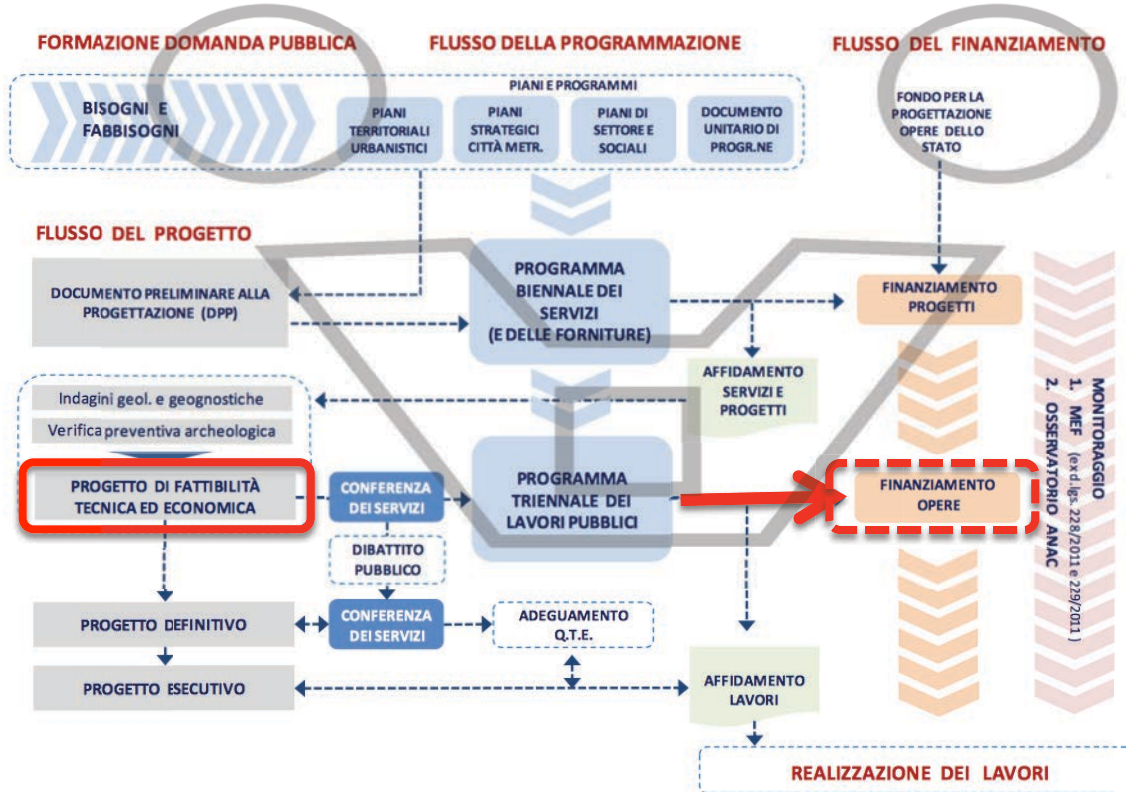 FORMAZIONE DOMANDA PUBBLICA
FLUSSO DELLA PROGRAMMAZIONE
FLUSSO DEL FINANZIAMENTO
PIANI E PROGRAMMI
BISOGNI E
FABBISOGNI
PIANI
TERRITORIALI
URBANISTICI
PIANI
STRATEGICI
CITTÀ METR.
PIANI DI
SETTORE E
SOCIALI
DOCUMENTO
UNITARIO DI
PROGR.NE
FONDO PER LA
PROGETTAZIONE
OPERE DELLO
STATO
FLUSSO DEL PROGETTO
DOCUMENTO PRELIMINARE ALLA
PROGETTAZIONE (DPP)
PROGRAMMA
BIENNALE DEI
SERVIZI
(E DELLE FORNITURE)
FINANZIAMENTO
PROGETTI
AFFIDAMENTO
SERVIZI E
PROGETTI
Indagini geol. e geognostiche
Verifica preventiva archeologica
PROGETTO DI FATTIBILITÀ
TECNICA ED ECONOMICA
CONFERENZA
DEI SERVIZI
PROGRAMMA
TRIENNALE DEI
LAVORI PUBBLICI
FINANZIAMENTO
OPERE
MONITORAGGIO
1. MEF (ex d.lgs. 228/2011 e 229/2011)
2. OSSERVATORIO ANAC
DIBATTITO
PUBBLICO
PROGETTO DEFINITIVO
CONFERENZA
DEI SERVIZI
ADEGUAMENTO
Q.T.E.
PROGETTO ESECUTIVO
AFFIDAMENTO
LAVORI
REALIZZAZIONE DEI LAVORI